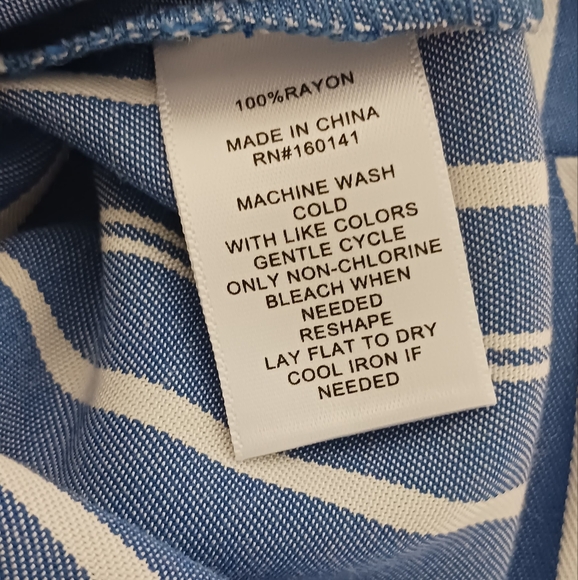 100%RAYON
MADE IN CHINA
RN#160141
MACHINE WASH
COLD
WITH LIKE COLORS
GENTLE CYCLE
ONLY NON-CHLORINE
BLEACH WHEN
NEEDED
RESHAPE
LAY FLAT TO DRY
COOL IRON IF
NEEDED